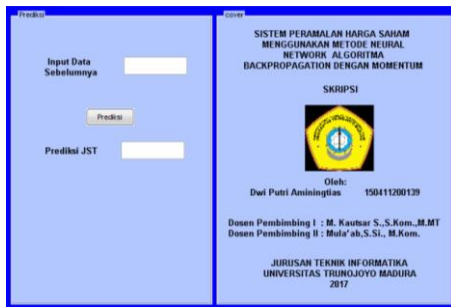 Prediksi
Input Data
Sebelumnya
Prediksi
Prediksi JST
cover
SISTEM PERAMALAN HARGA SAHAM
MENGGUNAKAN METODE NEURAL
NETWORK ALGORITMA
BACKPROPAGATION DENGAN MOMENTUM
SKRIPSI
Oleh:
Dwi Putri Aminingtias 150411200139
Dosen Pembimbing I : M. Kautsar S.,S.Kom.,M.MT
Dosen Pembimbing II : Mula'ab,S.Si., M.Kom.
JURUSAN TEKNIK INFORMATIKA
UNIVERSITAS TRUNOJOYO MADURA
2017